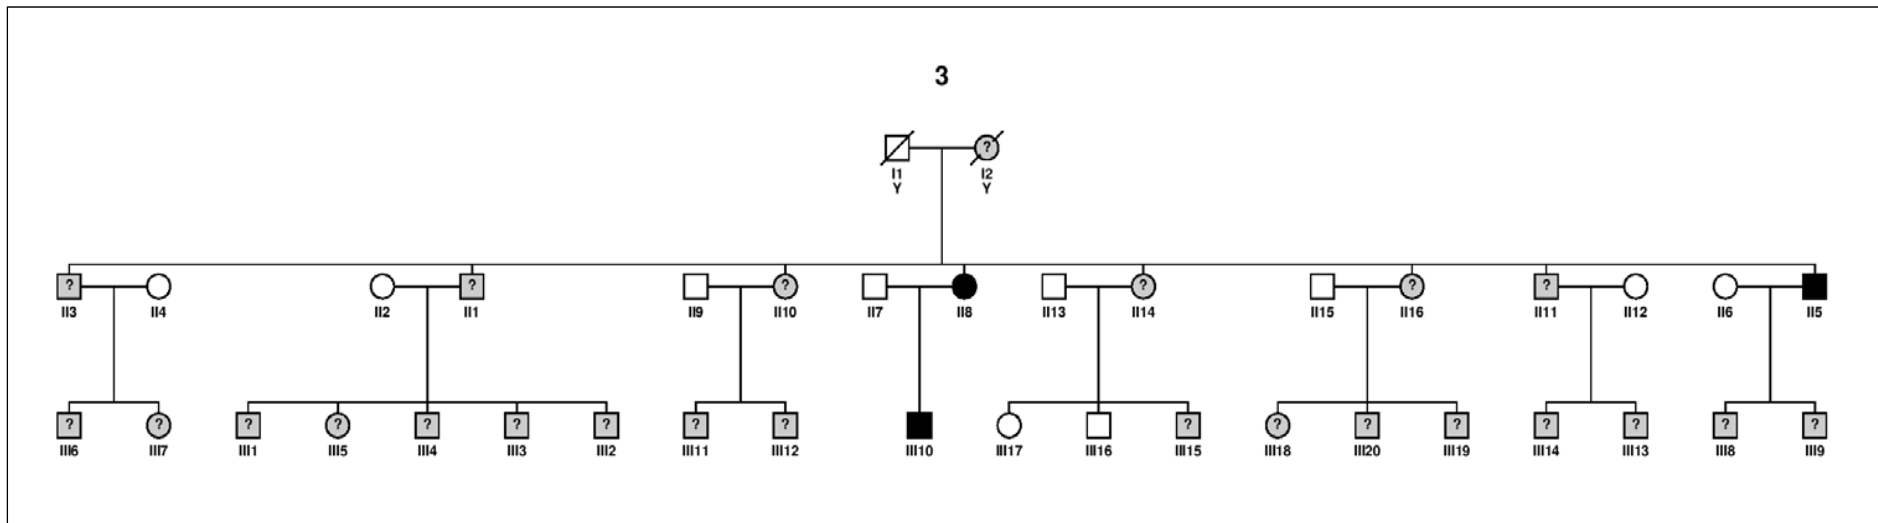 3
? 
I1 I2
Y Y
? ? ? ? ? ?
II3 II4 II2 II1 II9 II10 II7 II8 II13 II14 II15 II16 II11 II12 II6 II5
? ? ? ? ? ? ? ? ? ? ? ? ? ? ? ? ?
III6 III7 III1 III5 III4 III3 III2 III11 III12 III10 III17 III16 III15 III18 III20 III19 III14 III13 III8 III9